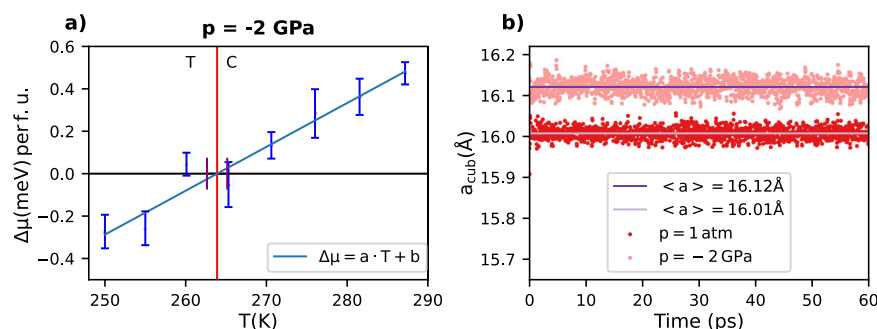 a)
p = -2 GPa
0.6
0.4
0.2
0.0
−0.2
−0.4
Δμ(meV) per f. u.
T
C
Δμ = a · T + b
250
260
270
280
290
T(K)
b)
16.2
16.1
16.0
15.9
15.8
15.7
a_cub(Å)
< a > = 16.12Å
< a > = 16.01Å
p = 1 atm
p = − 2 GPa
0
10
20
30
40
50
60
Time (ps)